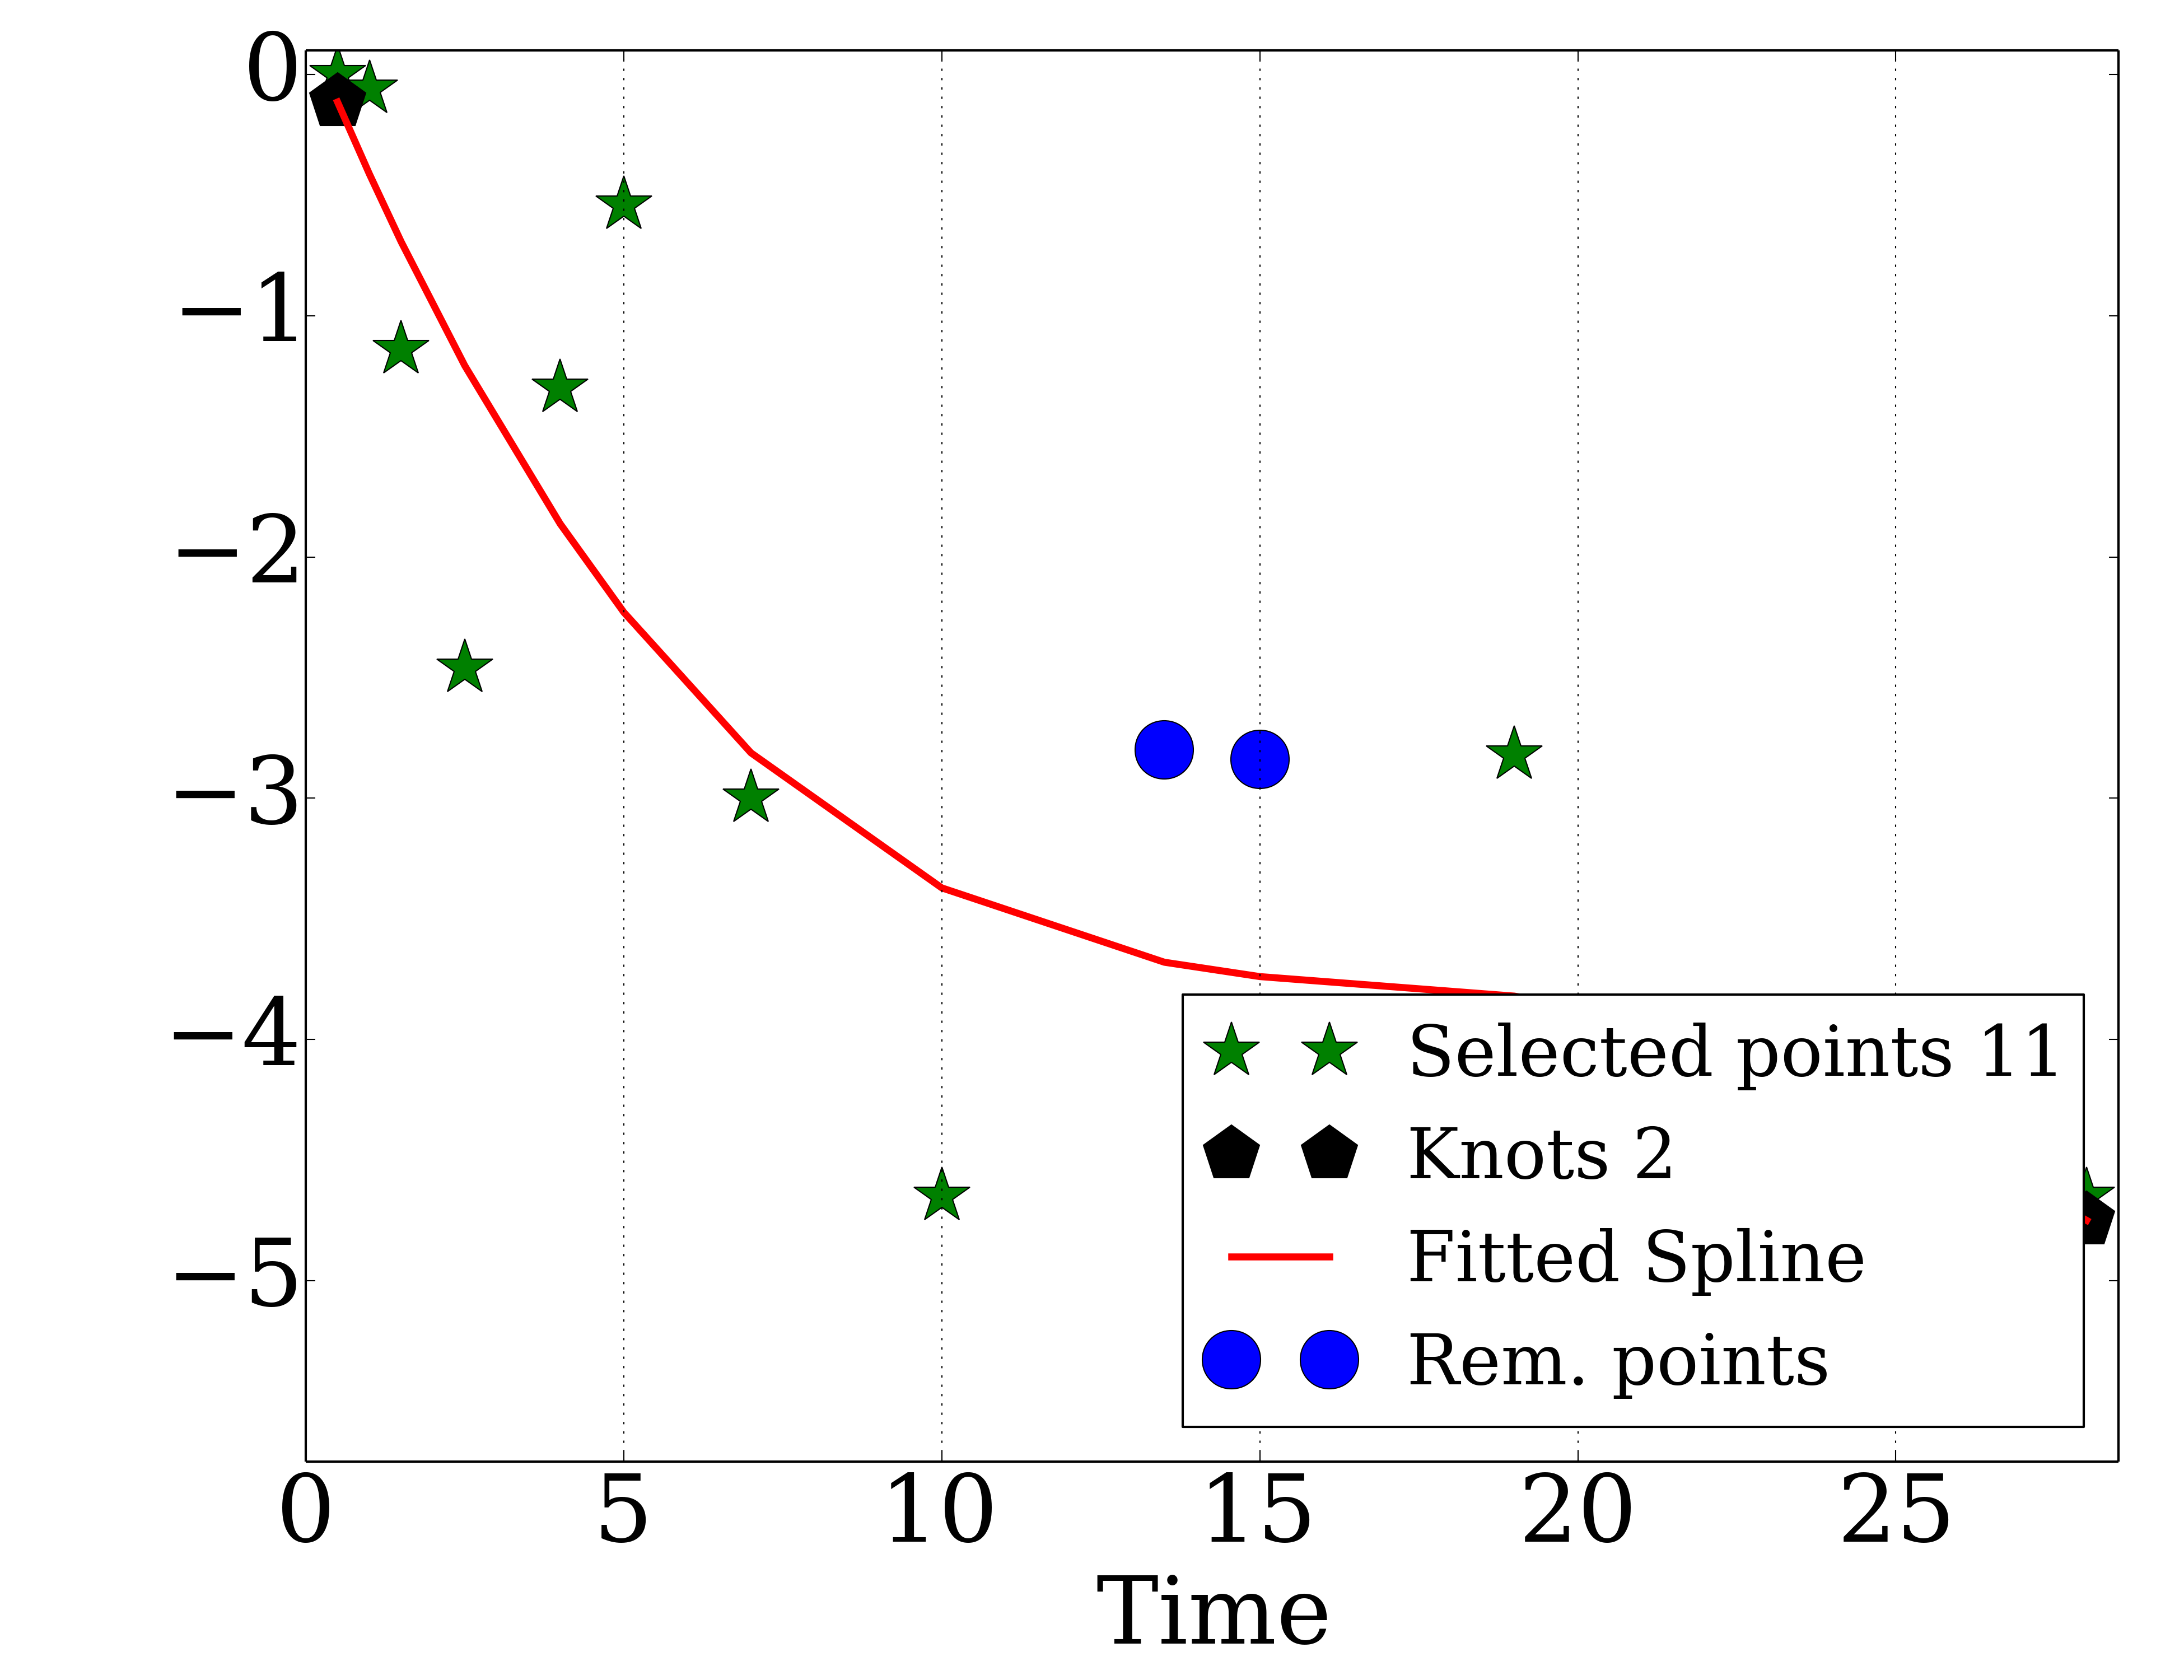 0
−1
−2
−3
−4
−5
Selected points 11
Knots 2
Fitted Spline
Rem. points
0 5 10 15 20 25
Time